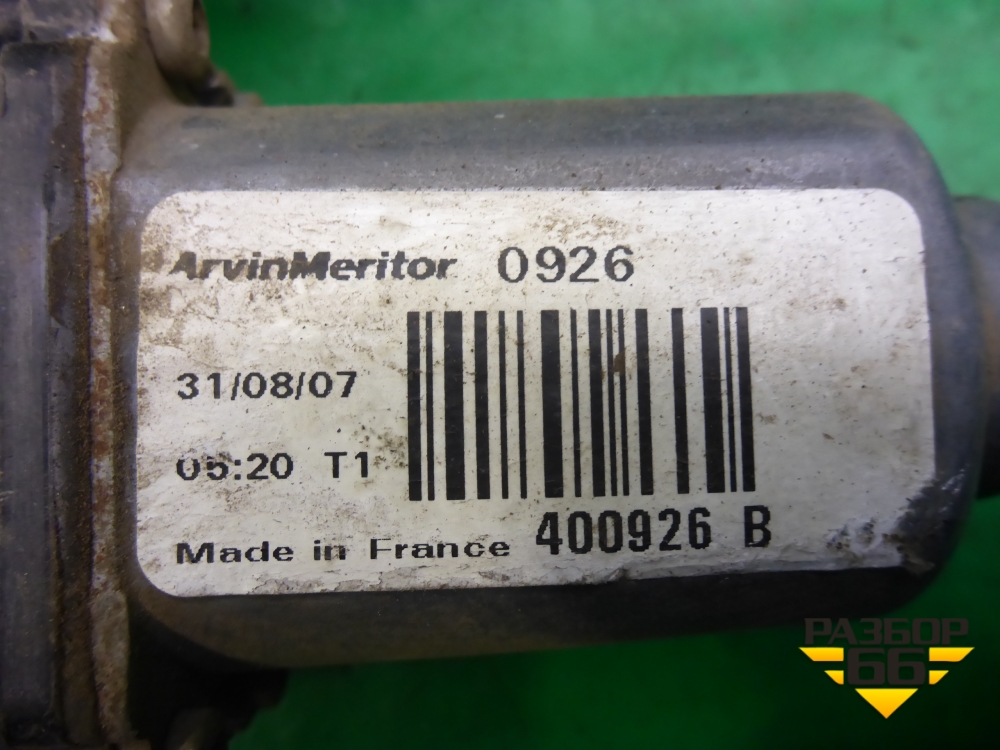 ArvinMeritor 0926
31/08/07
05:20 T1
Made in France 400926 B
РАЗБОР
66